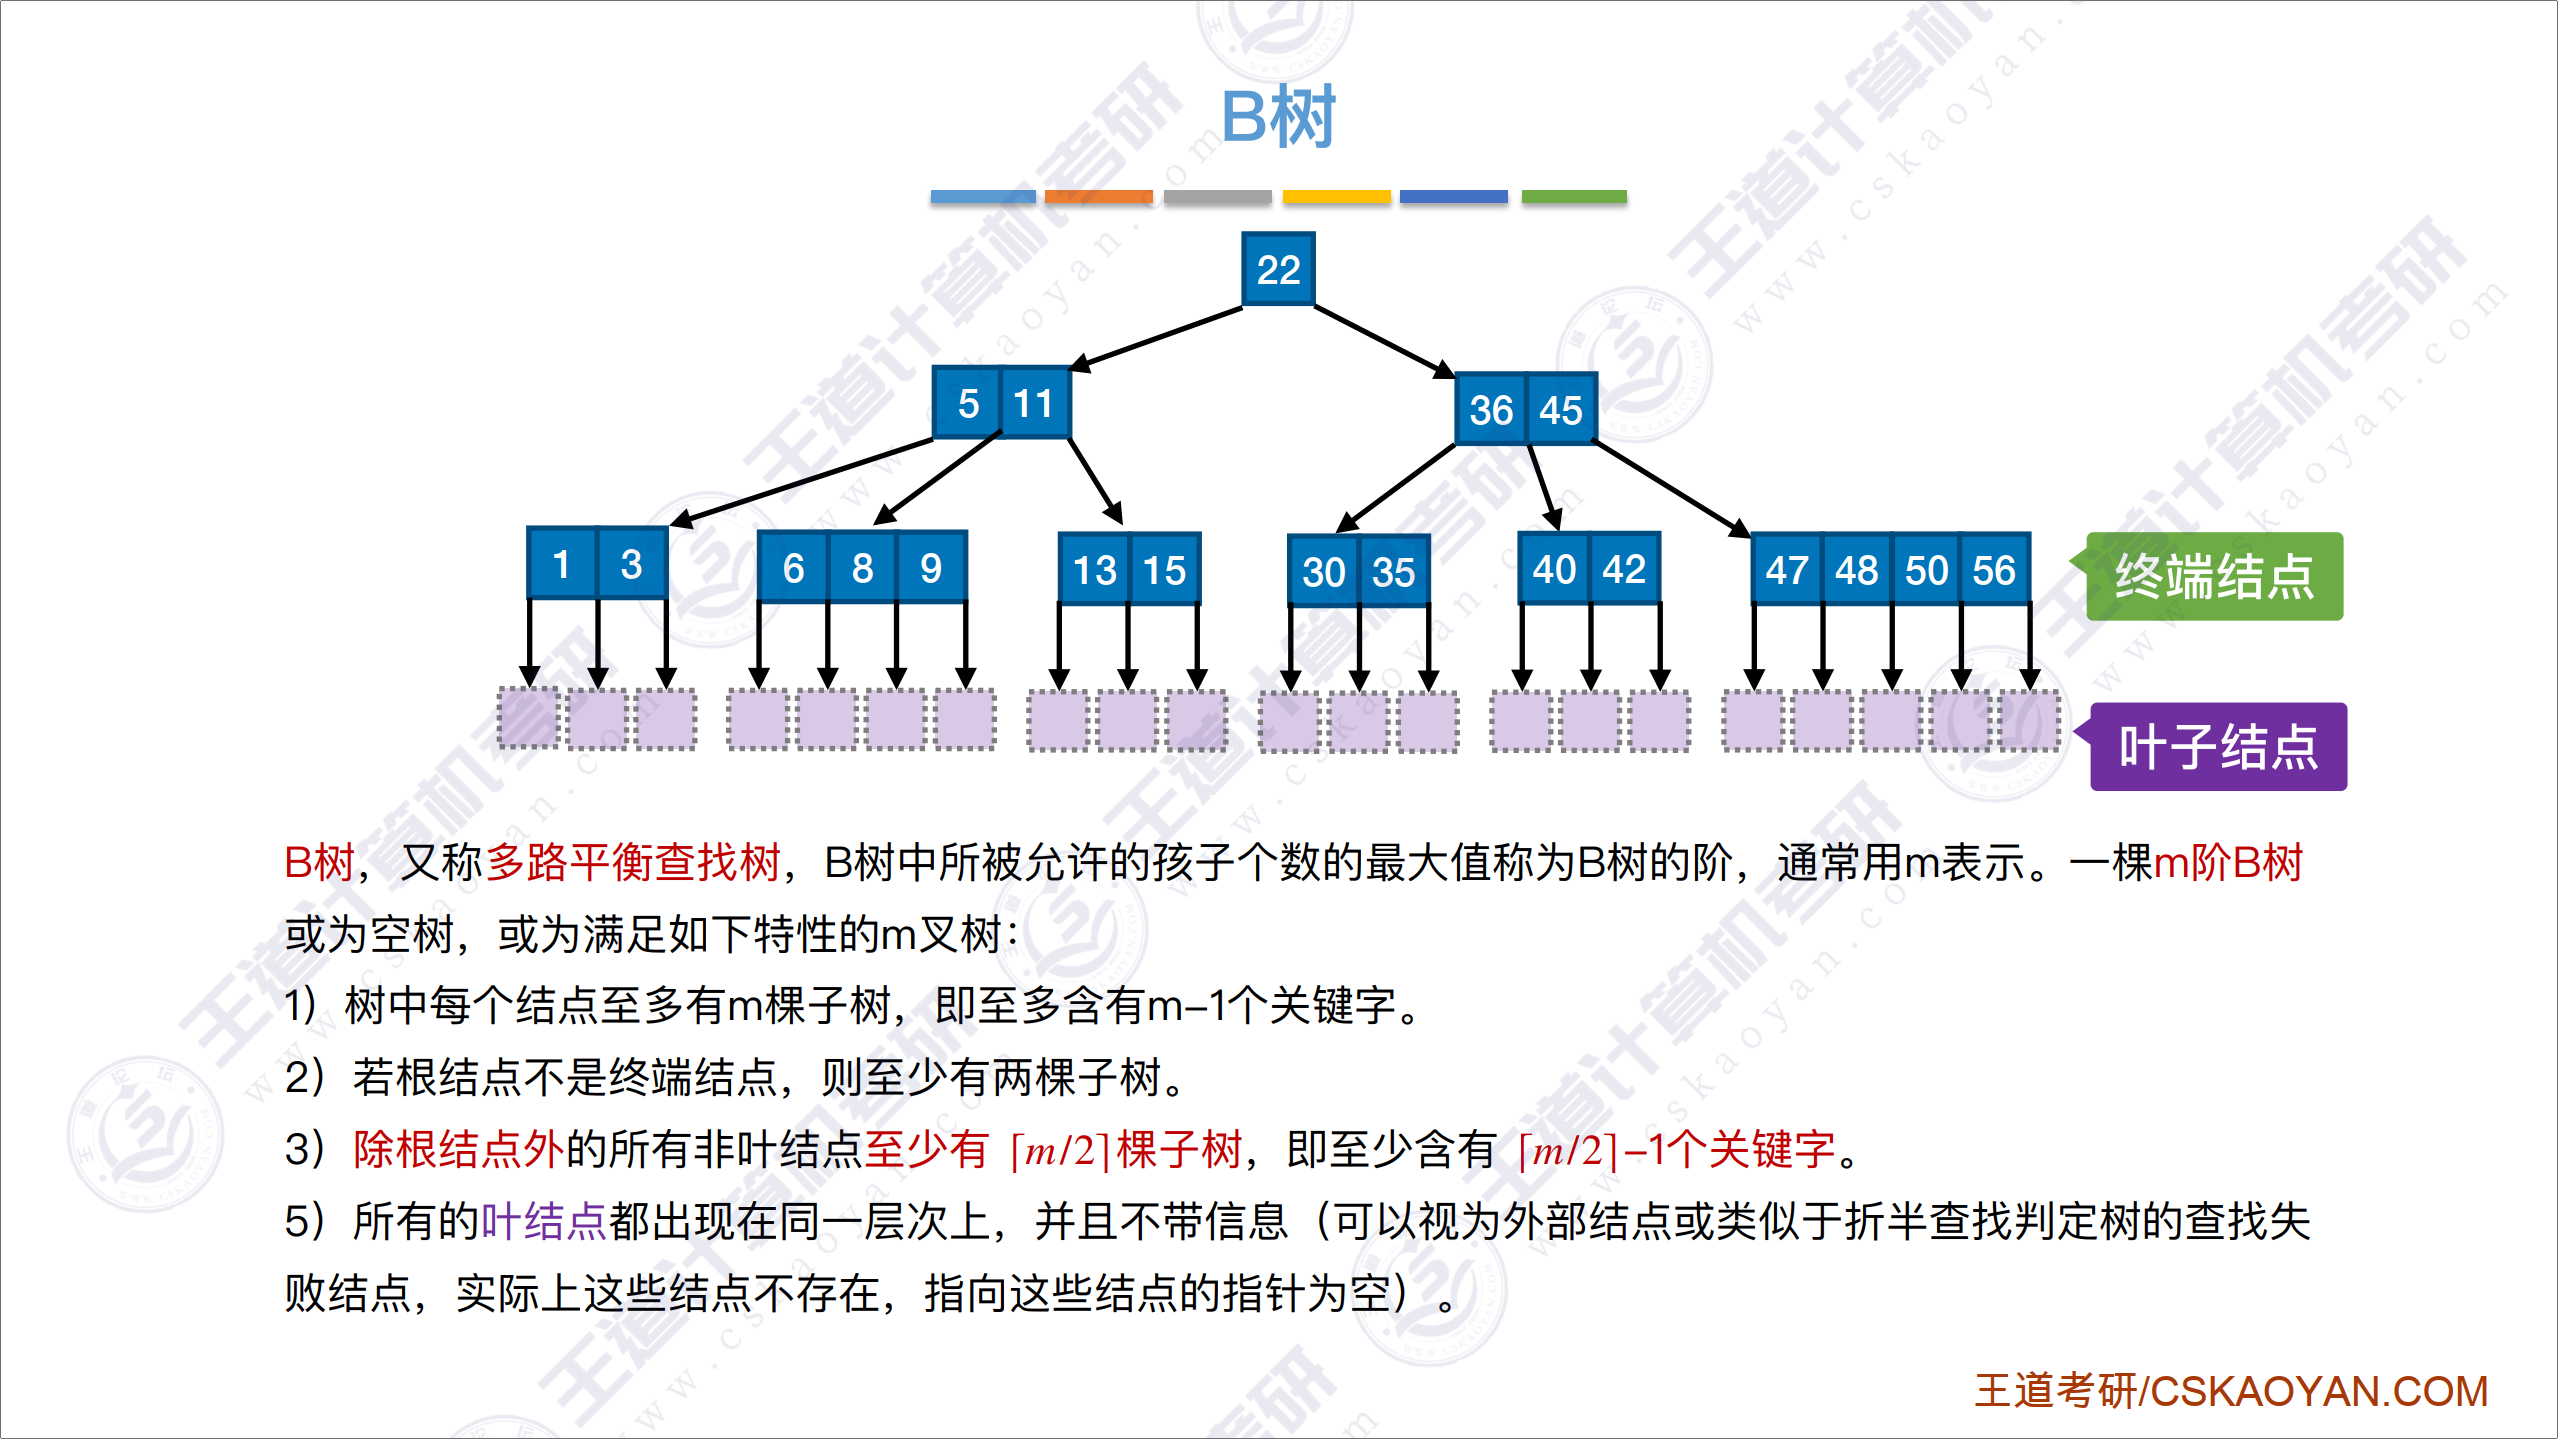 B树
22
5 11
36 45
1 3
6 8 9
13 15
30 35
40 42
47 48 50 56
终端结点
叶子结点
B树，又称多路平衡查找树，B树中所被允许的孩子个数的最大值称为B树的阶，通常用m表示。一棵m阶B树
或为空树，或为满足如下特性的m叉树：
1）树中每个结点至多有m棵子树，即至多含有m-1个关键字。
2）若根结点不是终端结点，则至少有两棵子树。
3）除根结点外的所有非叶结点至少有 ⌈m/2⌉棵子树，即至少含有 ⌈m/2⌉-1个关键字。
5）所有的叶结点都出现在同一层次上，并且不带信息（可以视为外部结点或类似于折半查找判定树的查找失
败结点，实际上这些结点不存在，指向这些结点的指针为空）。
王道考研/CSKAOYAN.COM
王道计算机考研
www.cskaoyan.com